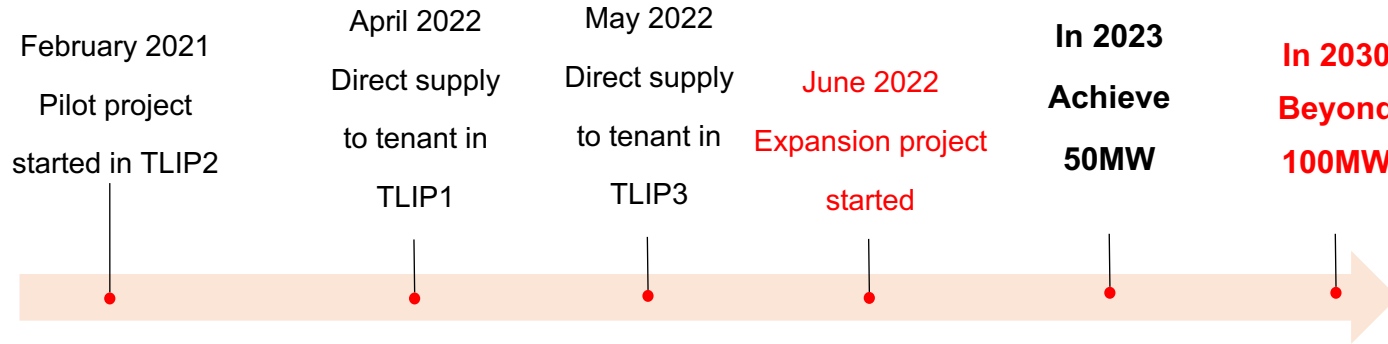 February 2021
Pilot project
started in TLIP2
April 2022
Direct supply
to tenant in
TLIP1
May 2022
Direct supply
to tenant in
TLIP3
June 2022
Expansion project
started
In 2023
Achieve
50MW
In 2030
Beyond
100MW